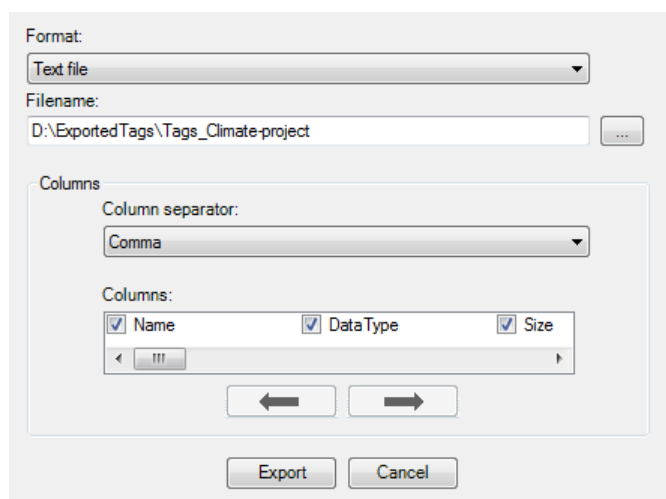 Format:
Text file
Filename:
D:\ExportedTags\Tags_Climate-project
...
Columns
Column separator:
Comma
Columns:
Name DataType Size
Export Cancel